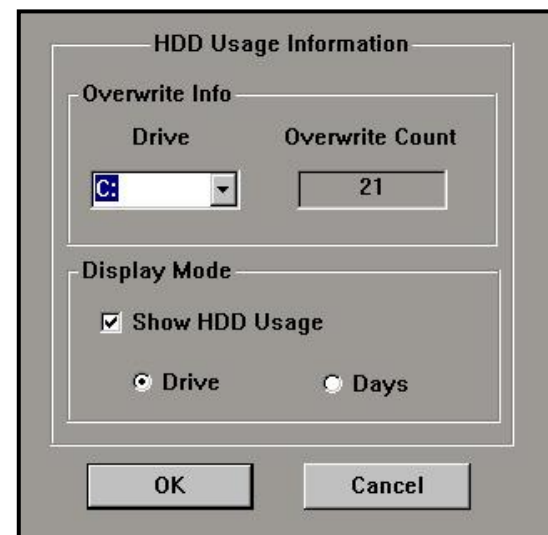 HDD Usage Information
Overwrite Info
Drive Overwrite Count
C: 21
Display Mode
Show HDD Usage
Drive Days
OK Cancel